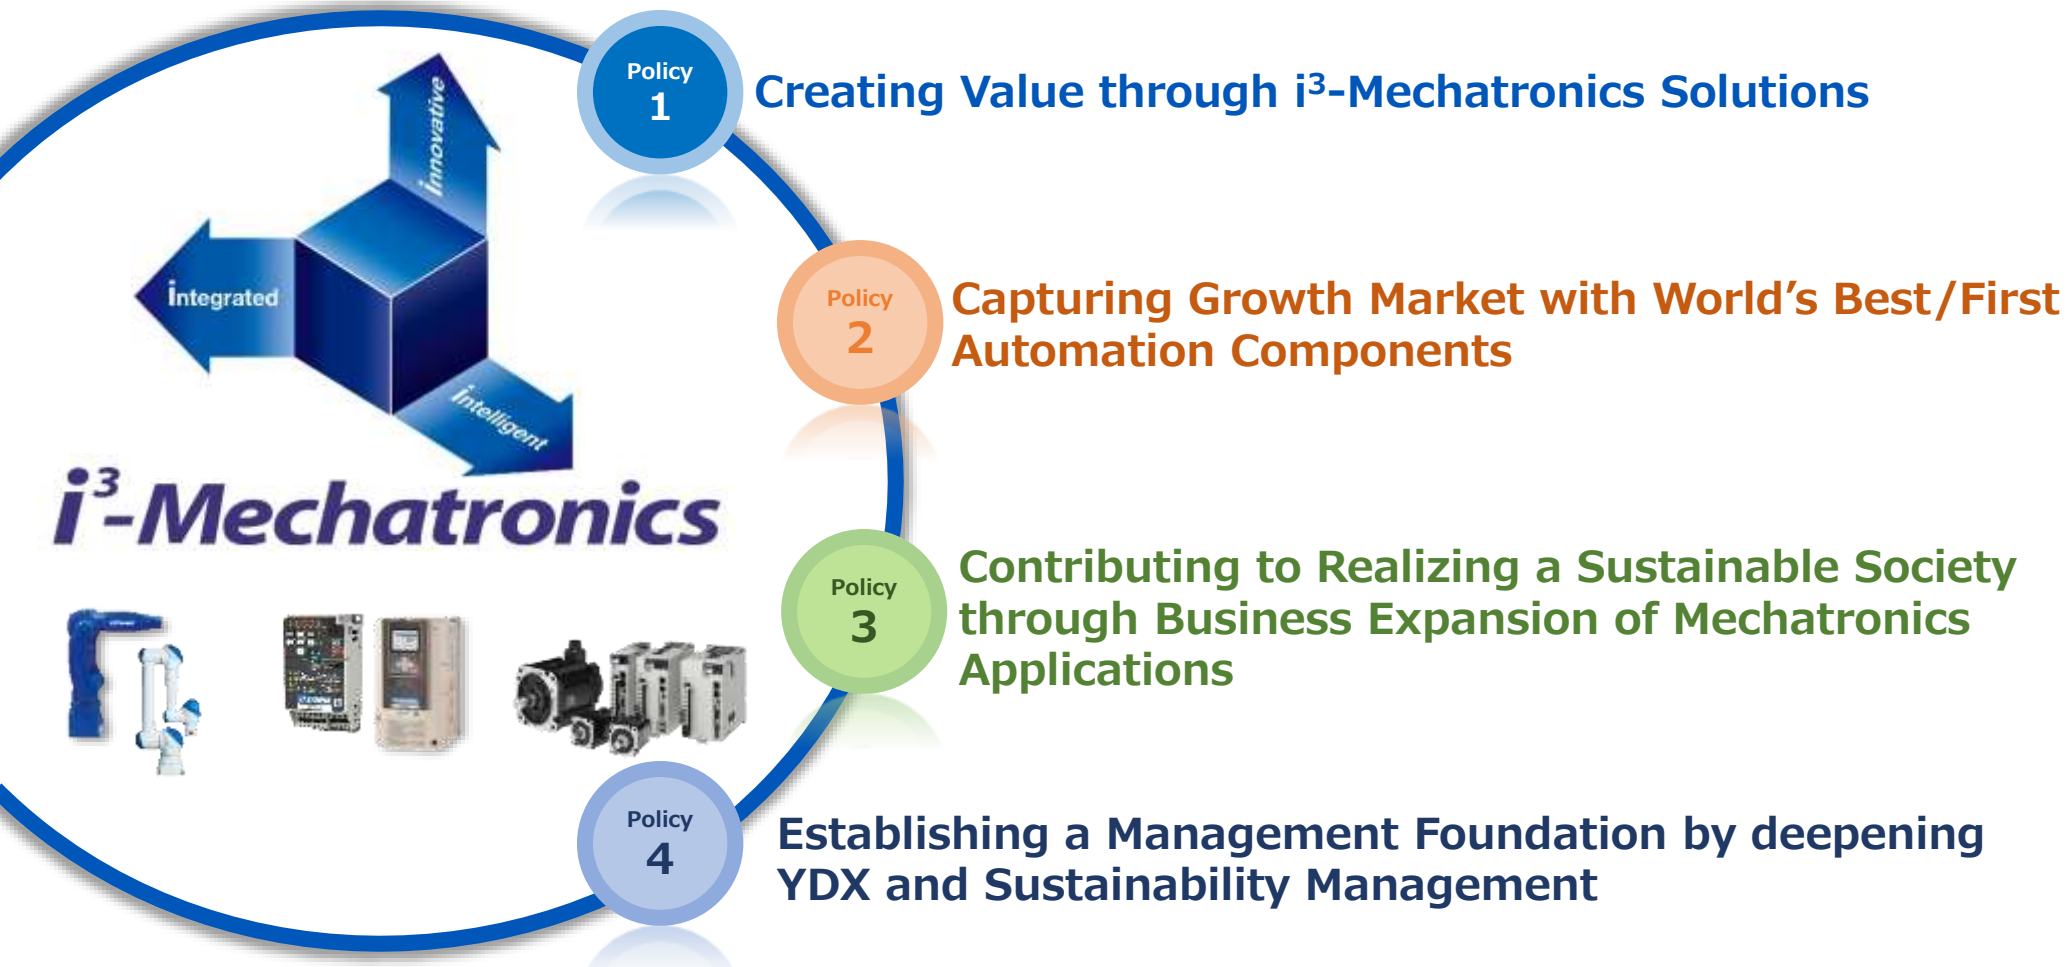 innovative
integrated
intelligent
i³-Mechatronics
Policy
1
Creating Value through i³-Mechatronics Solutions
Policy
2
Capturing Growth Market with World’s Best/First
Automation Components
Policy
3
Contributing to Realizing a Sustainable Society
through Business Expansion of Mechatronics
Applications
Policy
4
Establishing a Management Foundation by deepening
YDX and Sustainability Management